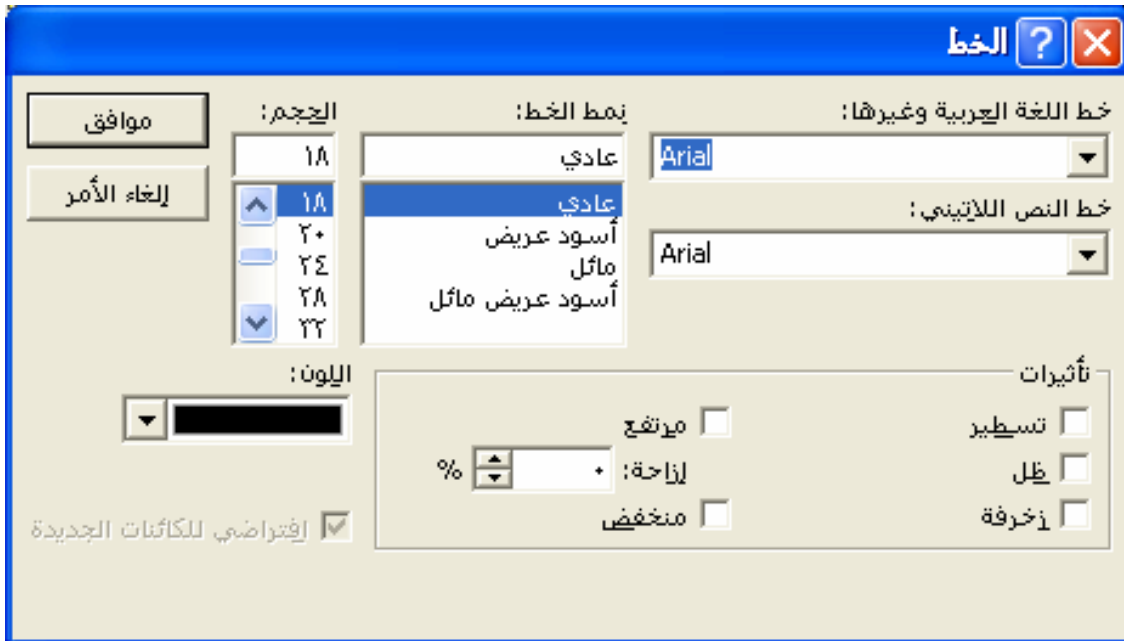 الخط
خط اللغة العربية وغيرها:
Arial
خط النص اللاتيني:
Arial
نمط الخط:
عادي
عادي
أسود عريض
مائل
أسود عريض مائل
الحجم:
١٨
١٨
٢٠
٢٤
٢٨
٣٢
موافق
إلغاء الأمر
تأثيرات
تسطير
ظل
زخرفة
مرتفع
إزاحة: ٠ %
منخفض
اللون:
افتراضي للكائنات الجديدة